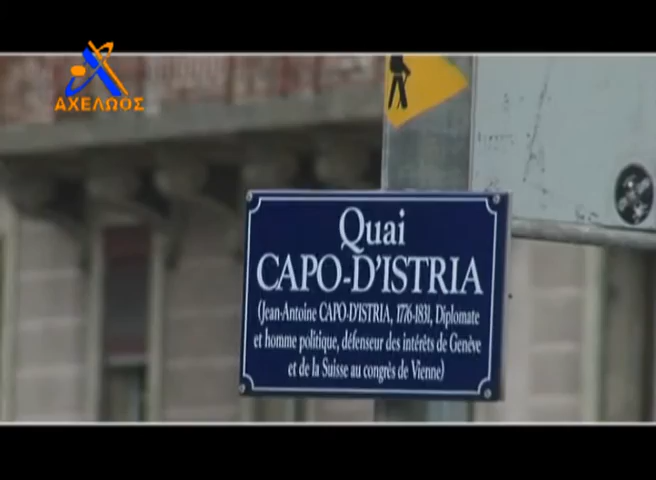 ΑΧΕΛΩΟΣ
Quai
CAPO-D'ISTRIA
(Jean-Antoine CAPO-D'ISTRIA, 1776-1831, Diplomate
et homme politique, défenseur des intérêts de Genève
et de la Suisse au congrès de Vienne)